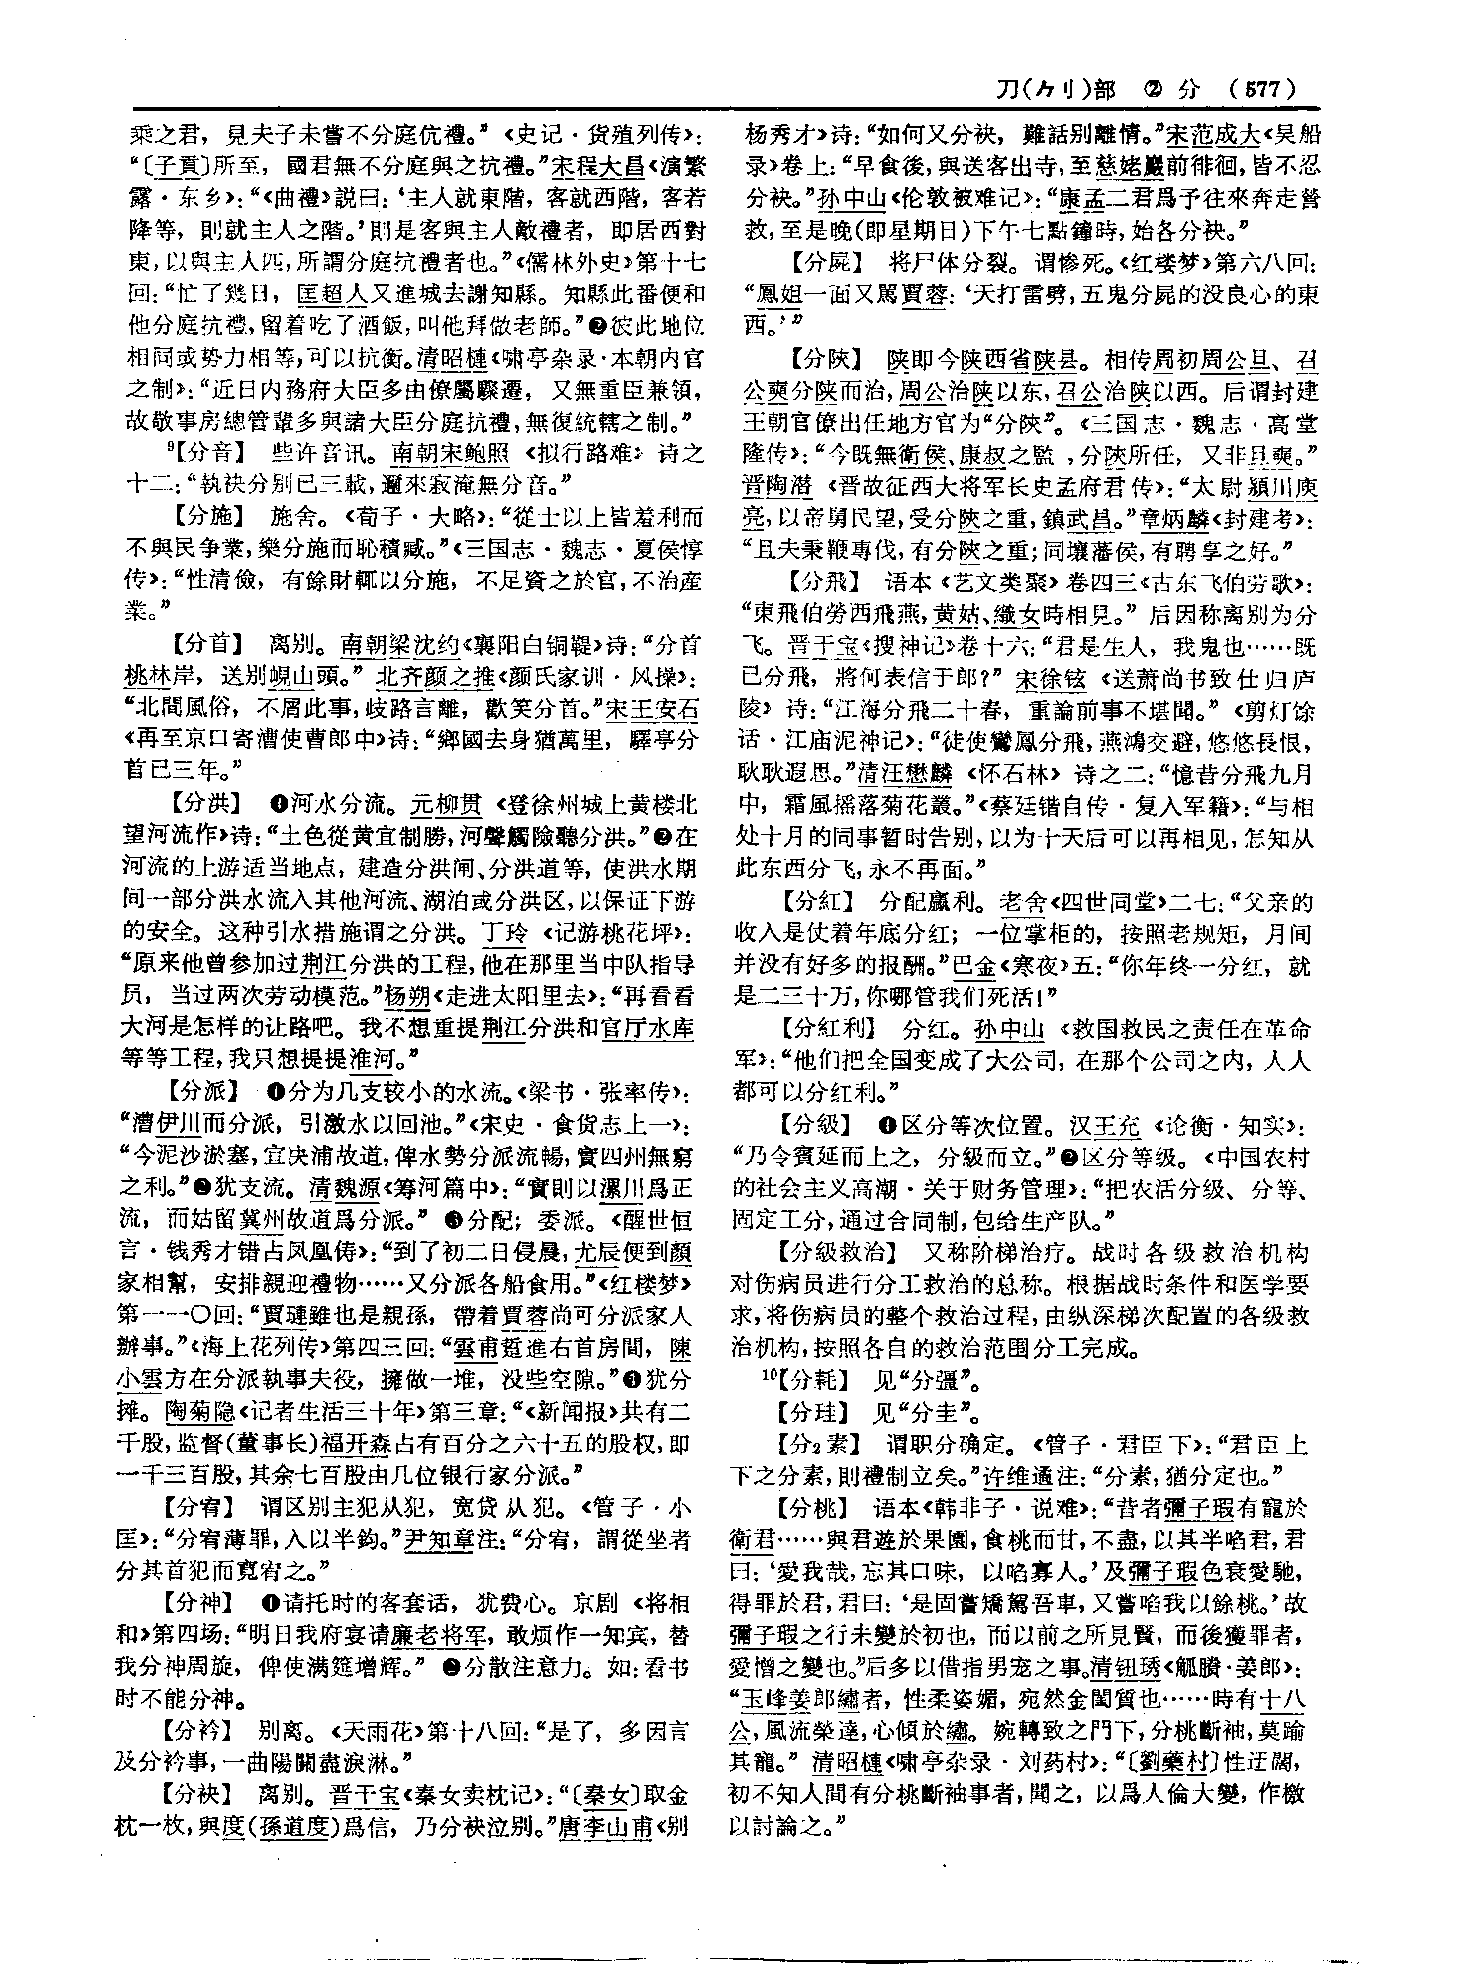 刀(⺈刂)部 ② 分 (577)
乘之君，見夫子未嘗不分庭伉禮。”《史记·货殖列传》：
“〔子貢〕所至，國君無不分庭與之抗禮。”宋程大昌《演繁
露·东乡》：“《曲禮》説曰：‘主人就東階，客就西階，客若
降等，則就主人之階。’則是客與主人敵禮者，即居西對
東，以與主人匹，所謂分庭抗禮者也。”《儒林外史》第十七
回：“忙了幾日，匡超人又進城去謝知縣。知縣此番便和
他分庭抗禮，留着吃了酒飯，叫他拜做老師。”❷彼此地位
相同或势力相等，可以抗衡。清昭槤《啸亭杂录·本朝内官
之制》：“近日内務府大臣多由僚屬驟遷，又無重臣兼領，
故敬事房總管輩多與諸大臣分庭抗禮，無復統轄之制。”
⁹【分音】 些许音讯。南朝宋鲍照《拟行路难》诗之
十二：“執袂分别已三載，邇來寂淹無分音。”
【分施】 施舍。《荀子·大略》：“從士以上皆羞利而
不與民争業，樂分施而恥積臧。”《三国志·魏志·夏侯惇
传》：“性清儉，有餘財輒以分施，不足資之於官，不治産
業。”
【分首】 离别。南朝梁沈约《襄阳白铜鞮》诗：“分首
桃林岸，送别峴山頭。”北齐颜之推《颜氏家训·风操》：
“北間風俗，不屑此事，歧路言離，歡笑分首。”宋王安石
《再至京口寄漕使曹郎中》诗：“鄉國去身猶萬里，驛亭分
首已三年。”
【分洪】 ❶河水分流。元柳贯《登徐州城上黄楼北
望河流作》诗：“土色從黄宜制勝，河聲觸險聽分洪。”❷在
河流的上游适当地点，建造分洪闸、分洪道等，使洪水期
间一部分洪水流入其他河流、湖泊或分洪区，以保证下游
的安全。这种引水措施谓之分洪。丁玲《记游桃花坪》：
“原来他曾参加过荆江分洪的工程，他在那里当中队指导
员，当过两次劳动模范。”杨朔《走进太阳里去》：“再看看
大河是怎样的让路吧。我不想重提荆江分洪和官厅水库
等等工程，我只想提提淮河。”
【分派】 ❶分为几支较小的水流。《梁书·张率传》：
“漕伊川而分派，引激水以回池。”《宋史·食货志上一》：
“今泥沙淤塞，宜决浦故道，俾水勢分派流暢，實四州無窮
之利。”❷犹支流。清魏源《筹河篇中》：“實則以漯川爲正
流，而姑留冀州故道爲分派。”❸分配；委派。《醒世恒
言·钱秀才错占凤凰俦》：“到了初二日侵晨，尤辰便到顔
家相幫，安排親迎禮物……又分派各船食用。”《红楼梦》
第一一〇回：“賈璉雖也是親孫，帶着賈蓉尚可分派家人
辦事。”《海上花列传》第四三回：“雲甫踅進右首房間，陳
小雲方在分派執事夫役，擁做一堆，没些空隙。”❹犹分
摊。陶菊隐《记者生活三十年》第三章：“《新闻报》共有二
千股，监督(董事长)福开森占有百分之六十五的股权，即
一千三百股，其余七百股由几位银行家分派。”
【分宥】 谓区别主犯从犯，宽贷从犯。《管子·小
匡》：“分宥薄罪，入以半鈞。”尹知章注：“分宥，謂從坐者
分其首犯而寬宥之。”
【分神】 ❶请托时的客套话，犹费心。京剧《将相
和》第四场：“明日我府宴请廉老将军，敢烦作一知宾，替
我分神周旋，俾使满筵增辉。”❷分散注意力。如：看书
时不能分神。
【分衿】 别离。《天雨花》第十八回：“是了，多因言
及分衿事，一曲陽關盡淚淋。”
【分袂】 离别。晋干宝《秦女卖枕记》：“〔秦女〕取金
枕一枚，與度(孫道度)爲信，乃分袂泣别。”唐李山甫《别
杨秀才》诗：“如何又分袂，難話别離情。”宋范成大《吴船
录》卷上：“早食後，與送客出寺，至慈姥巖前徘徊，皆不忍
分袂。”孙中山《伦敦被难记》：“康孟二君爲予往來奔走營
救，至是晚(即星期日)下午七點鐘時，始各分袂。”
【分屍】 将尸体分裂。谓惨死。《红楼梦》第六八回：
“鳳姐一面又駡賈蓉：‘天打雷劈，五鬼分屍的没良心的東
西。’”
【分陝】 陕即今陕西省陕县。相传周初周公旦、召
公奭分陕而治，周公治陕以东，召公治陕以西。后谓封建
王朝官僚出任地方官为“分陝”。《三国志·魏志·高堂
隆传》：“今既無衛侯、康叔之監，分陝所任，又非旦奭。”
晋陶潜《晋故征西大将军长史孟府君传》：“太尉潁川庾
亮，以帝舅民望，受分陝之重，鎮武昌。”章炳麟《封建考》：
“且夫秉鞭專伐，有分陝之重；同壤藩侯，有聘享之好。”
【分飛】 语本《艺文类聚》卷四三《古东飞伯劳歌》：
“東飛伯勞西飛燕，黄姑、織女時相見。”后因称离别为分
飞。晋干宝《搜神记》卷十六：“君是生人，我鬼也……既
已分飛，將何表信于郎？”宋徐铉《送萧尚书致仕归庐
陵》诗：“江海分飛二十春，重論前事不堪聞。”《剪灯馀
话·江庙泥神记》：“徒使鸞鳳分飛，燕鴻交避，悠悠長恨，
耿耿遐思。”清汪懋麟《怀石林》诗之二：“憶昔分飛九月
中，霜風摇落菊花叢。”《蔡廷锴自传·复入军籍》：“与相
处十月的同事暂时告别，以为十天后可以再相见，怎知从
此东西分飞，永不再面。”
【分紅】 分配赢利。老舍《四世同堂》二七：“父亲的
收入是仗着年底分红；一位掌柜的，按照老规矩，月间
并没有好多的报酬。”巴金《寒夜》五：“你年终一分红，就
是二三十万，你哪管我们死活！”
【分紅利】 分红。孙中山《救国救民之责任在革命
军》：“他们把全国变成了大公司，在那个公司之内，人人
都可以分红利。”
【分級】 ❶区分等次位置。汉王充《论衡·知实》：
“乃令賓延而上之，分級而立。”❷区分等级。《中国农村
的社会主义高潮·关于财务管理》：“把农活分级、分等、
固定工分，通过合同制，包给生产队。”
【分級救治】 又称阶梯治疗。战时各级救治机构
对伤病员进行分工救治的总称。根据战时条件和医学要
求，将伤病员的整个救治过程，由纵深梯次配置的各级救
治机构，按照各自的救治范围分工完成。
¹⁰【分耗】 见“分彊”。
【分珪】 见“分圭”。
【分₂素】 谓职分确定。《管子·君臣下》：“君臣上
下之分素，則禮制立矣。”许维遹注：“分素，猶分定也。”
【分桃】 语本《韩非子·说难》：“昔者彌子瑕有寵於
衛君……與君遊於果園，食桃而甘，不盡，以其半啗君，君
曰：‘愛我哉，忘其口味，以啗寡人。’及彌子瑕色衰愛馳，
得罪於君，君曰：‘是固嘗矯駕吾車，又嘗啗我以餘桃。’故
彌子瑕之行未變於初也，而以前之所見賢，而後獲罪者，
愛憎之變也。”后多以借指男宠之事。清钮琇《觚賸·姜郎》：
“玉峰姜郎繡者，性柔姿媚，宛然金閨質也……時有十八
公，風流榮達，心傾於繡。婉轉致之門下，分桃斷袖，莫踰
其寵。”清昭槤《啸亭杂录·刘药村》：“〔劉藥村〕性迂闊，
初不知人間有分桃斷袖事者，聞之，以爲人倫大變，作檄
以討論之。”